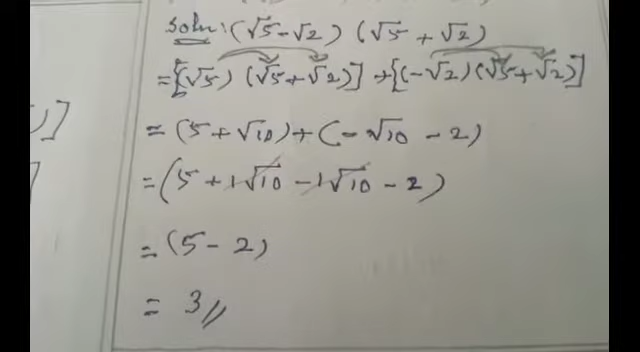 Soln: (√5 - √2) (√5 + √2)
= [(√5) (√5 + √2)] + [(-√2) (√5 + √2)]
)]
= (5 + √10) + (-√10 - 2)
= (5 + 1√10 - 1√10 - 2)
= (5 - 2)
= 3 //